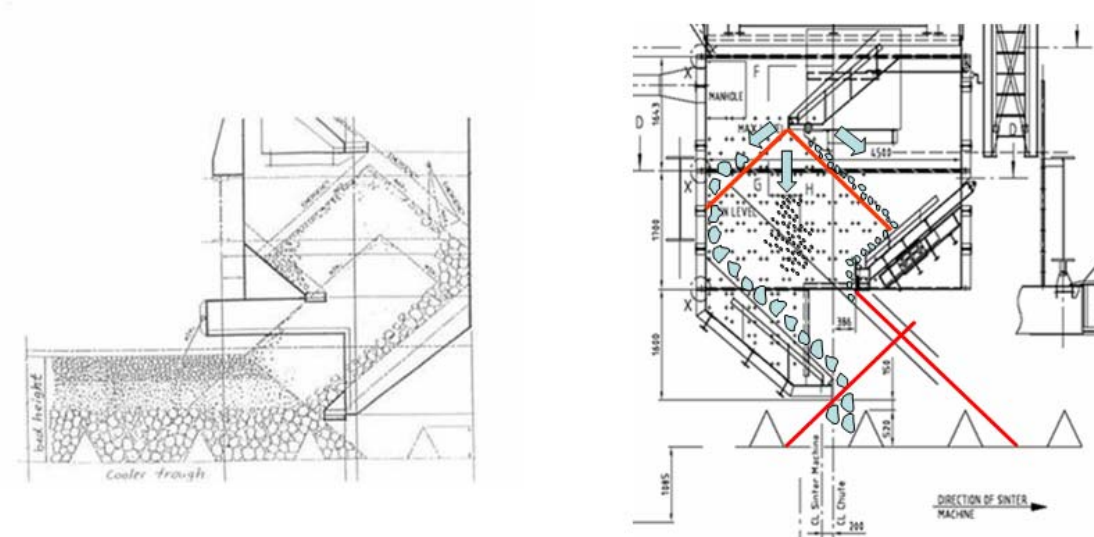 bed height
Cooler trough
MANHOLE
F
X
D
1643
D
4500
X
G
H
N LEVEL
1700
X
386
1600
150
520
1085
CL Sinter Machine
CL Chute
200
DIRECTION OF SINTER
MACHINE